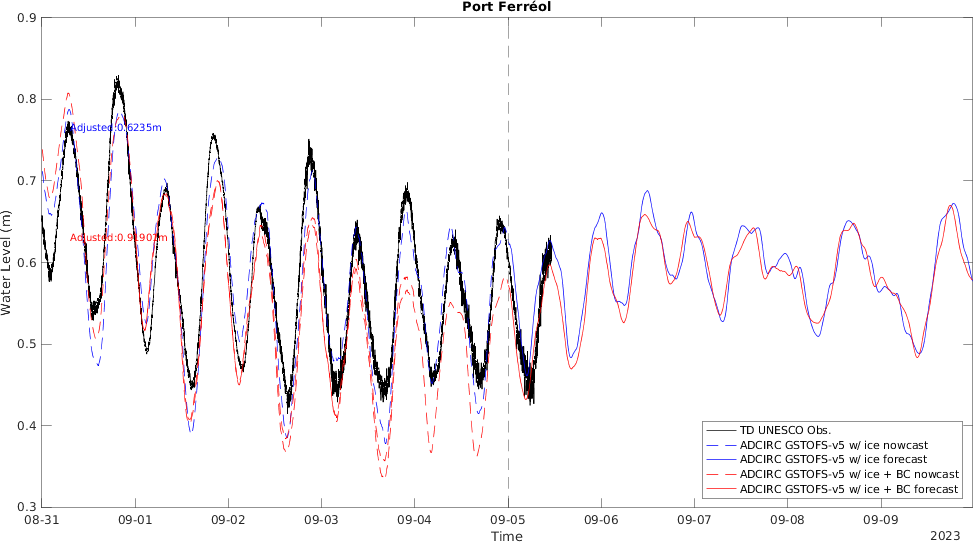 Port Ferréol
0.9
0.8
0.7
0.6
0.5
0.4
0.3
Water Level (m)
Adjusted:0.6235m
Adjusted:0.91901m
TD UNESCO Obs.
ADCIRC GSTOFS-v5 w/ ice nowcast
ADCIRC GSTOFS-v5 w/ ice forecast
ADCIRC GSTOFS-v5 w/ ice + BC nowcast
ADCIRC GSTOFS-v5 w/ ice + BC forecast
08-31 09-01 09-02 09-03 09-04 09-05 09-06 09-07 09-08 09-09
Time
2023